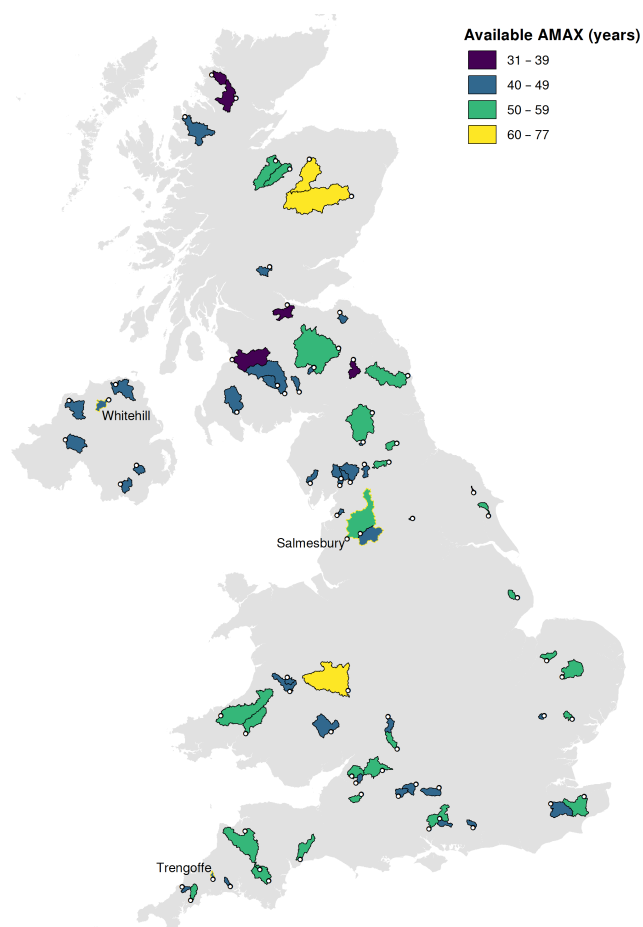 Available AMAX (years)
31 – 39
40 – 49
50 – 59
60 – 77
Whitehill
Salmesbury
Trengoffe